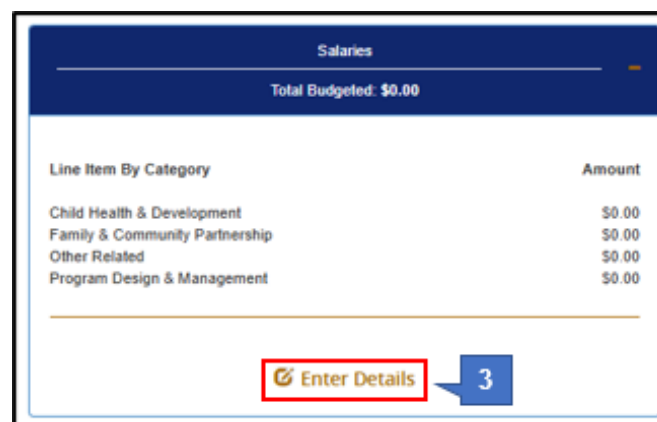 Salaries
Total Budgeted: $0.00
Line Item By Category Amount
Child Health & Development $0.00
Family & Community Partnership $0.00
Other Related $0.00
Program Design & Management $0.00
Enter Details 3